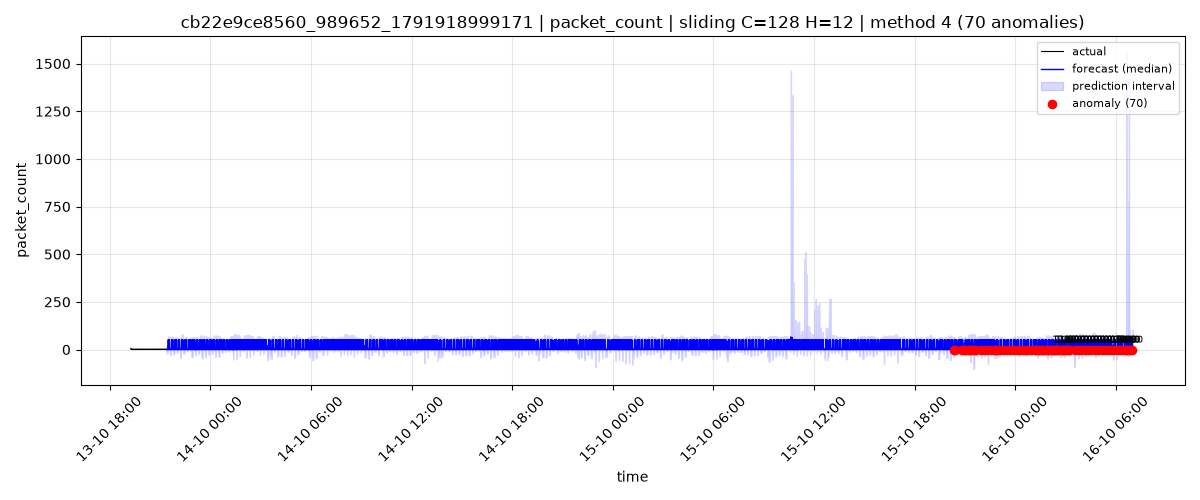 cb22e9ce8560_989652_1791918999171 | packet_count | sliding C=128 H=12 | method 4 (70 anomalies)
actual
forecast (median)
prediction interval
anomaly (70)
packet_count
1500
1250
1000
750
500
250
0
13-10 18:00
14-10 00:00
14-10 06:00
14-10 12:00
14-10 18:00
15-10 00:00
15-10 06:00
15-10 12:00
15-10 18:00
16-10 00:00
16-10 06:00
time